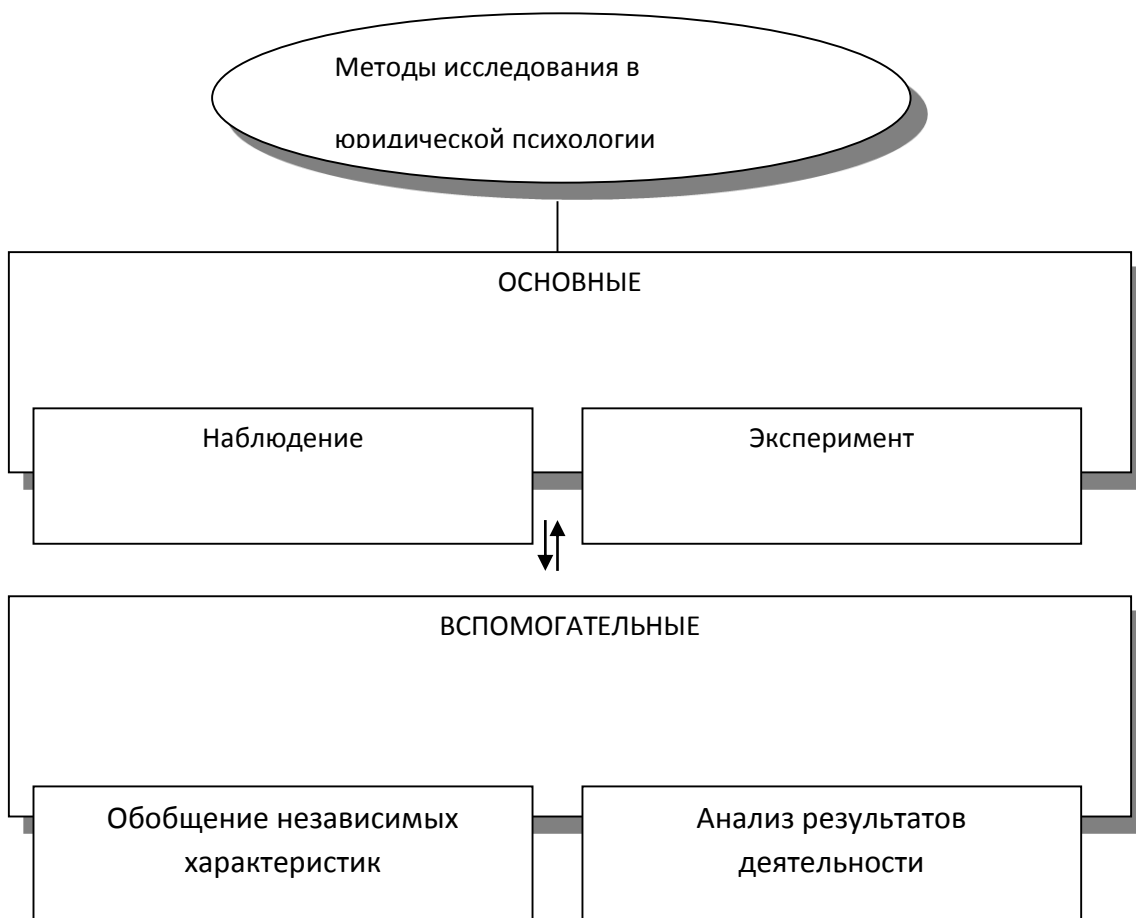 Методы исследования в
юридической психологии
ОСНОВНЫЕ
Наблюдение
Эксперимент
ВСПОМОГАТЕЛЬНЫЕ
Обобщение независимых
характеристик
Анализ результатов
деятельности